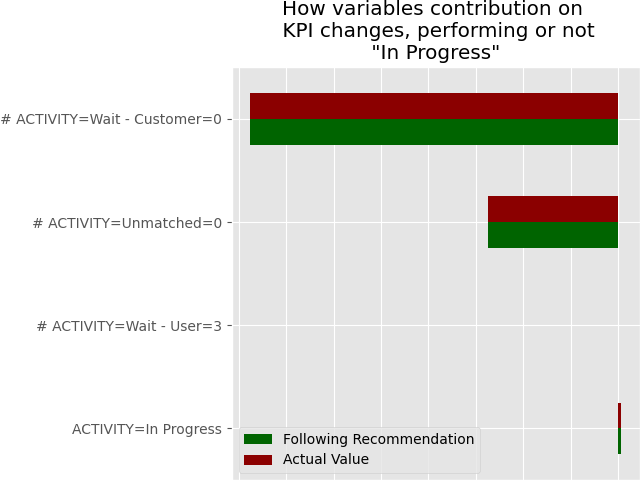 How variables contribution on
KPI changes, performing or not
"In Progress"
# ACTIVITY=Wait - Customer=0
# ACTIVITY=Unmatched=0
# ACTIVITY=Wait - User=3
ACTIVITY=In Progress
Following Recommendation
Actual Value